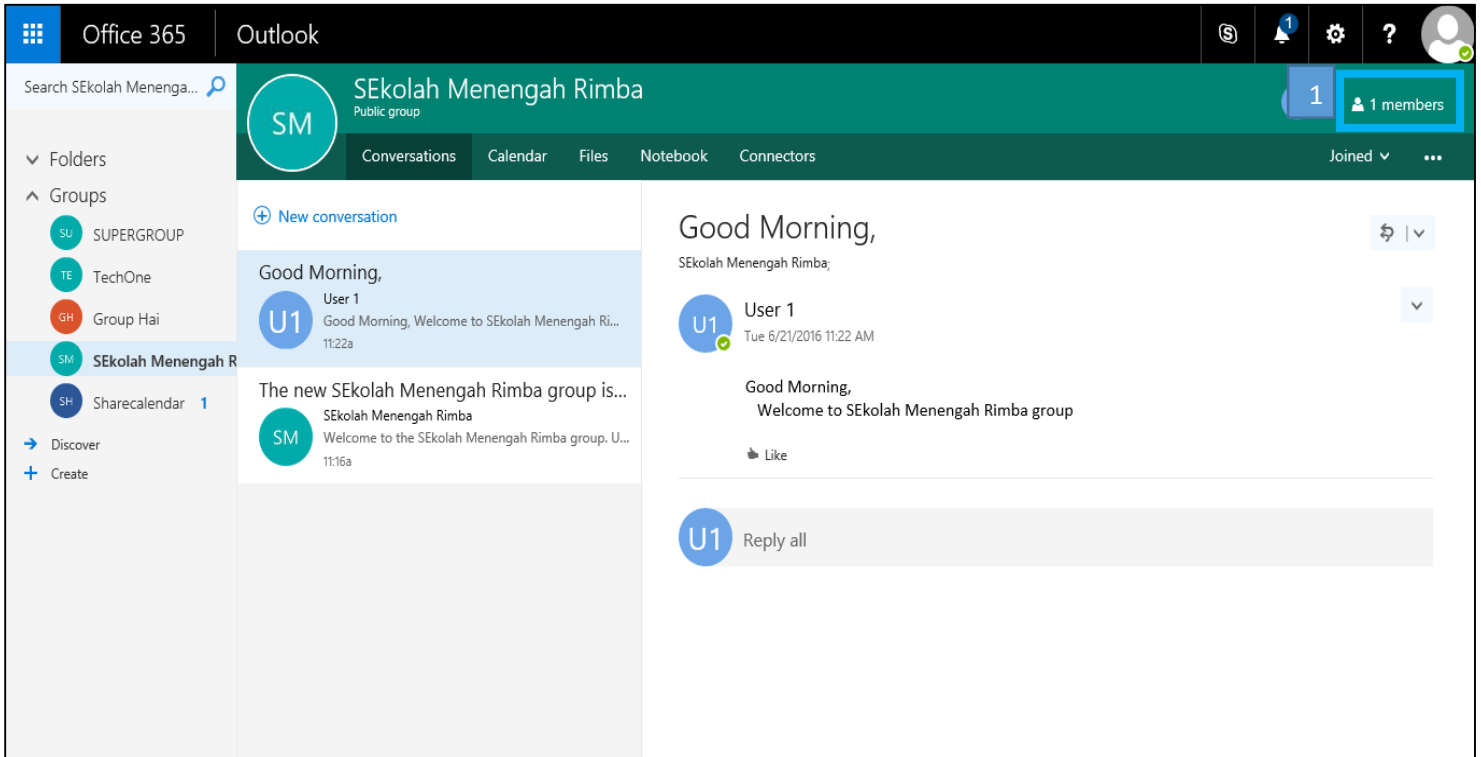 Office 365
Outlook
1
Search SEkolah Menenga...
SM
SEkolah Menengah Rimba
Public group
1
1 members
Conversations Calendar Files Notebook Connectors
Joined
Folders
Groups
SU SUPERGROUP
TE TechOne
GH Group Hai
SM SEkolah Menengah R
SH Sharecalendar 1
Discover
Create
New conversation
Good Morning,
U1
User 1
Good Morning, Welcome to SEkolah Menengah Ri...
11:22a
The new SEkolah Menengah Rimba group is...
SM
SEkolah Menengah Rimba
Welcome to the SEkolah Menengah Rimba group. U...
11:16a
Good Morning,
SEkolah Menengah Rimba;
U1
User 1
Tue 6/21/2016 11:22 AM
Good Morning,
Welcome to SEkolah Menengah Rimba group
Like
U1 Reply all